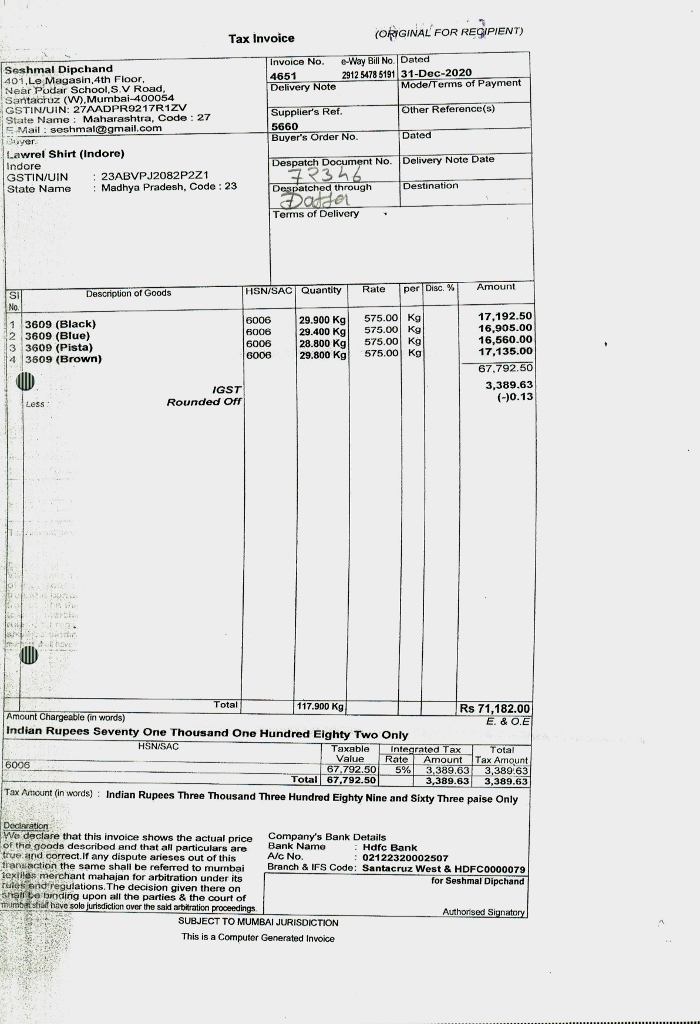 Tax Invoice
(ORIGINAL FOR RECIPIENT)
Seshmal Dipchand
401,Le Magasin,4th Floor,
Near Podar School,S.V Road,
Santacruz (W),Mumbai-400054
GSTIN/UIN: 27AADPR9217R1ZV
State Name : Maharashtra, Code : 27
E-Mail : seshmal@gmail.com
Invoice No. e-Way Bill No. Dated
4651 2912 5478 5191 31-Dec-2020
Delivery Note Mode/Terms of Payment
Supplier's Ref. Other Reference(s)
5660
Buyer's Order No. Dated
Buyer
Lawrel Shirt (Indore)
Indore
GSTIN/UIN : 23ABVPJ2082P2Z1
State Name : Madhya Pradesh, Code : 23
Despatch Document No. Delivery Note Date
72346
Despatched through Destination
Terms of Delivery
Sl No. Description of Goods HSN/SAC Quantity Rate per Disc. % Amount
1 3609 (Black) 6006 29.900 Kg 575.00 Kg 17,192.50
2 3609 (Blue) 6006 29.400 Kg 575.00 Kg 16,905.00
3 3609 (Pista) 6006 28.800 Kg 575.00 Kg 16,560.00
4 3609 (Brown) 6006 29.800 Kg 575.00 Kg 17,135.00
67,792.50
IGST 3,389.63
Less : Rounded Off (-)0.13
Total 117.900 Kg Rs 71,182.00
Amount Chargeable (in words) E. & O.E
Indian Rupees Seventy One Thousand One Hundred Eighty Two Only
HSN/SAC Taxable Value Integrated Tax Total Tax Amount
Rate Amount
6006 67,792.50 5% 3,389.63 3,389.63
Total 67,792.50 3,389.63 3,389.63
Tax Amount (in words) : Indian Rupees Three Thousand Three Hundred Eighty Nine and Sixty Three paise Only
Declaration
We declare that this invoice shows the actual price
of the goods described and that all particulars are
true and correct.If any dispute arieses out of this
transaction the same shall be referred to mumbai
textiles merchant mahajan for arbitration under its
rules and regulations.The decision given there on
shall be binding upon all the parties & the court of
mumbai shall have sole jurisdiction over the said arbitration proceedings.
Company's Bank Details
Bank Name : Hdfc Bank
A/c No. : 02122320002507
Branch & IFS Code: Santacruz West & HDFC0000079
for Seshmal Dipchand
Authorised Signatory
SUBJECT TO MUMBAI JURISDICTION
This is a Computer Generated Invoice